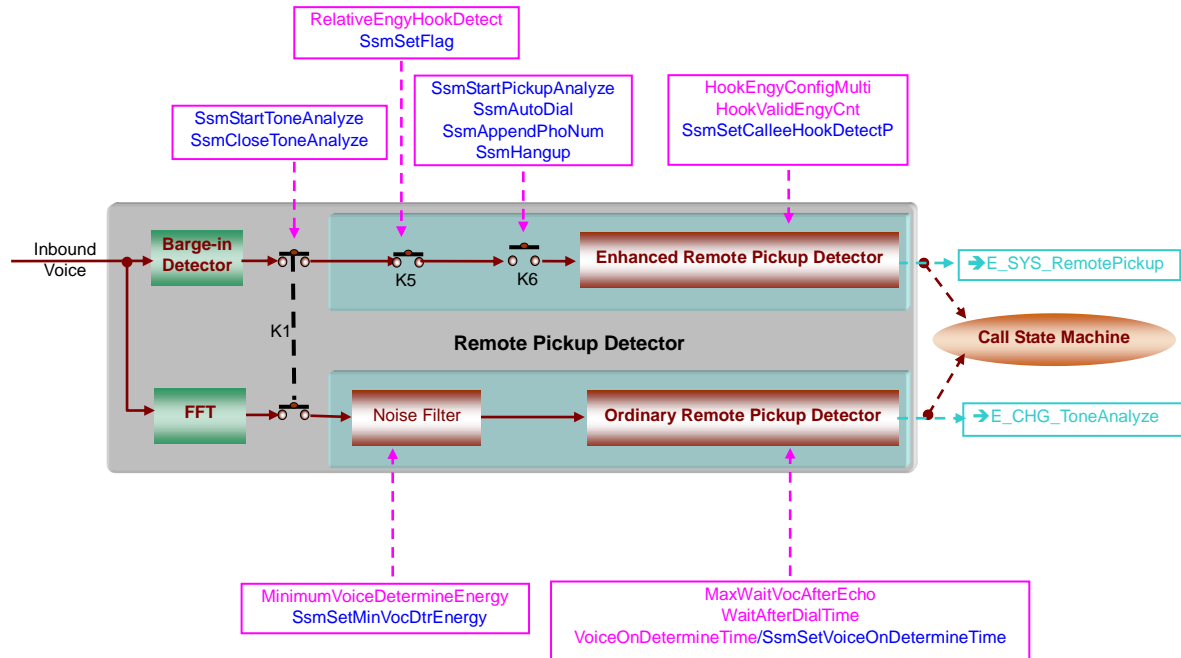 RelativeEngyHookDetect
SsmSetFlag
SsmStartPickupAnalyze
SsmAutoDial
SsmAppendPhoNum
SsmHangup
HookEngyConfigMulti
HookValidEngyCnt
SsmSetCalleeHookDetectP
SsmStartToneAnalyze
SsmCloseToneAnalyze
Inbound
Voice
Barge-in
Detector
K5
K6
Enhanced Remote Pickup Detector
➔E_SYS_RemotePickup
K1
Remote Pickup Detector
Call State Machine
FFT
Noise Filter
Ordinary Remote Pickup Detector
➔E_CHG_ToneAnalyze
MinimumVoiceDetermineEnergy
SsmSetMinVocDtrEnergy
MaxWaitVocAfterEcho
WaitAfterDialTime
VoiceOnDetermineTime/SsmSetVoiceOnDetermineTime